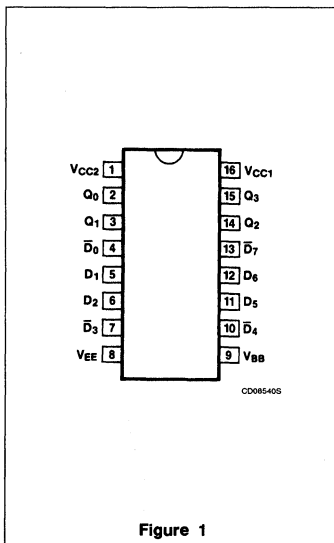 VCC2 1 16 VCC1
Q0 2 15 Q3
Q1 3 14 Q2
D̅0 4 13 D̅7
D1 5 12 D6
D2 6 11 D5
D̅3 7 10 D̅4
VEE 8 9 VBB
CD06540S
Figure 1